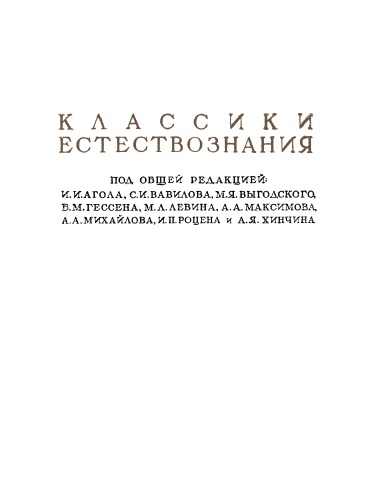 КЛАССИКИ
ЕСТЕСТВОЗНАНИЯ
ПОД ОБЩЕЙ РЕДАКЦИЕЙ:
И.И.АГОЛА, С.И.ВАВИЛОВА, М.Я.ВЫГОДСКОГО,
Б.М.ГЕССЕНА, М.Л.ЛЕВИНА, А.А.МАКСИМОВА,
А.А.МИХАЙЛОВА, И.П.РОЦЕНА и А.Я.ХИНЧИНА